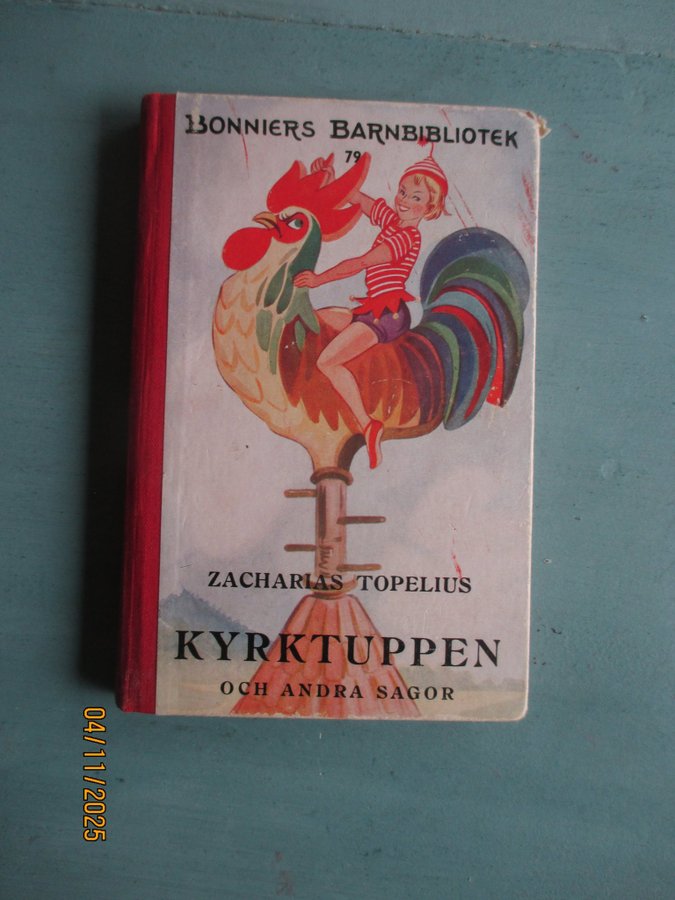 BONNIERS BARNBIBLIOTEK
79
ZACHARIAS TOPELIUS
KYRKTUPPEN
OCH ANDRA SAGOR
04/11/2025